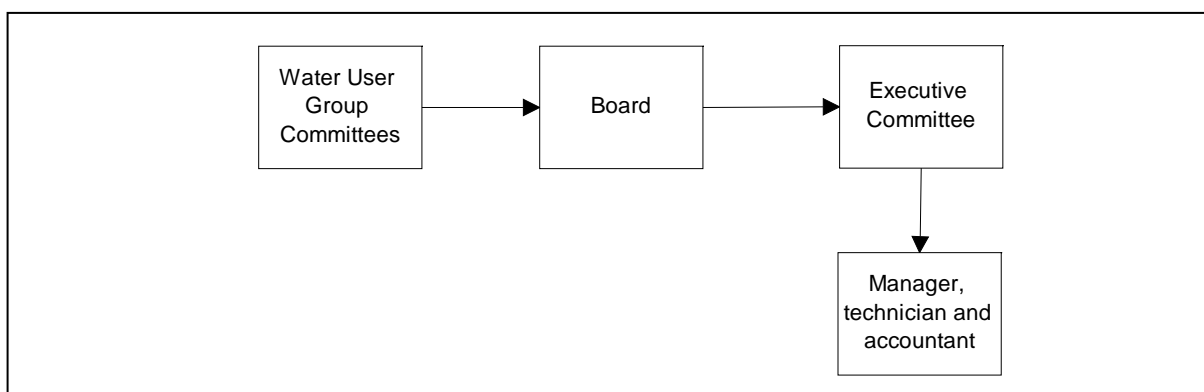 Water User
Group
Committees
Board
Executive
Committee
Manager,
technician and
accountant